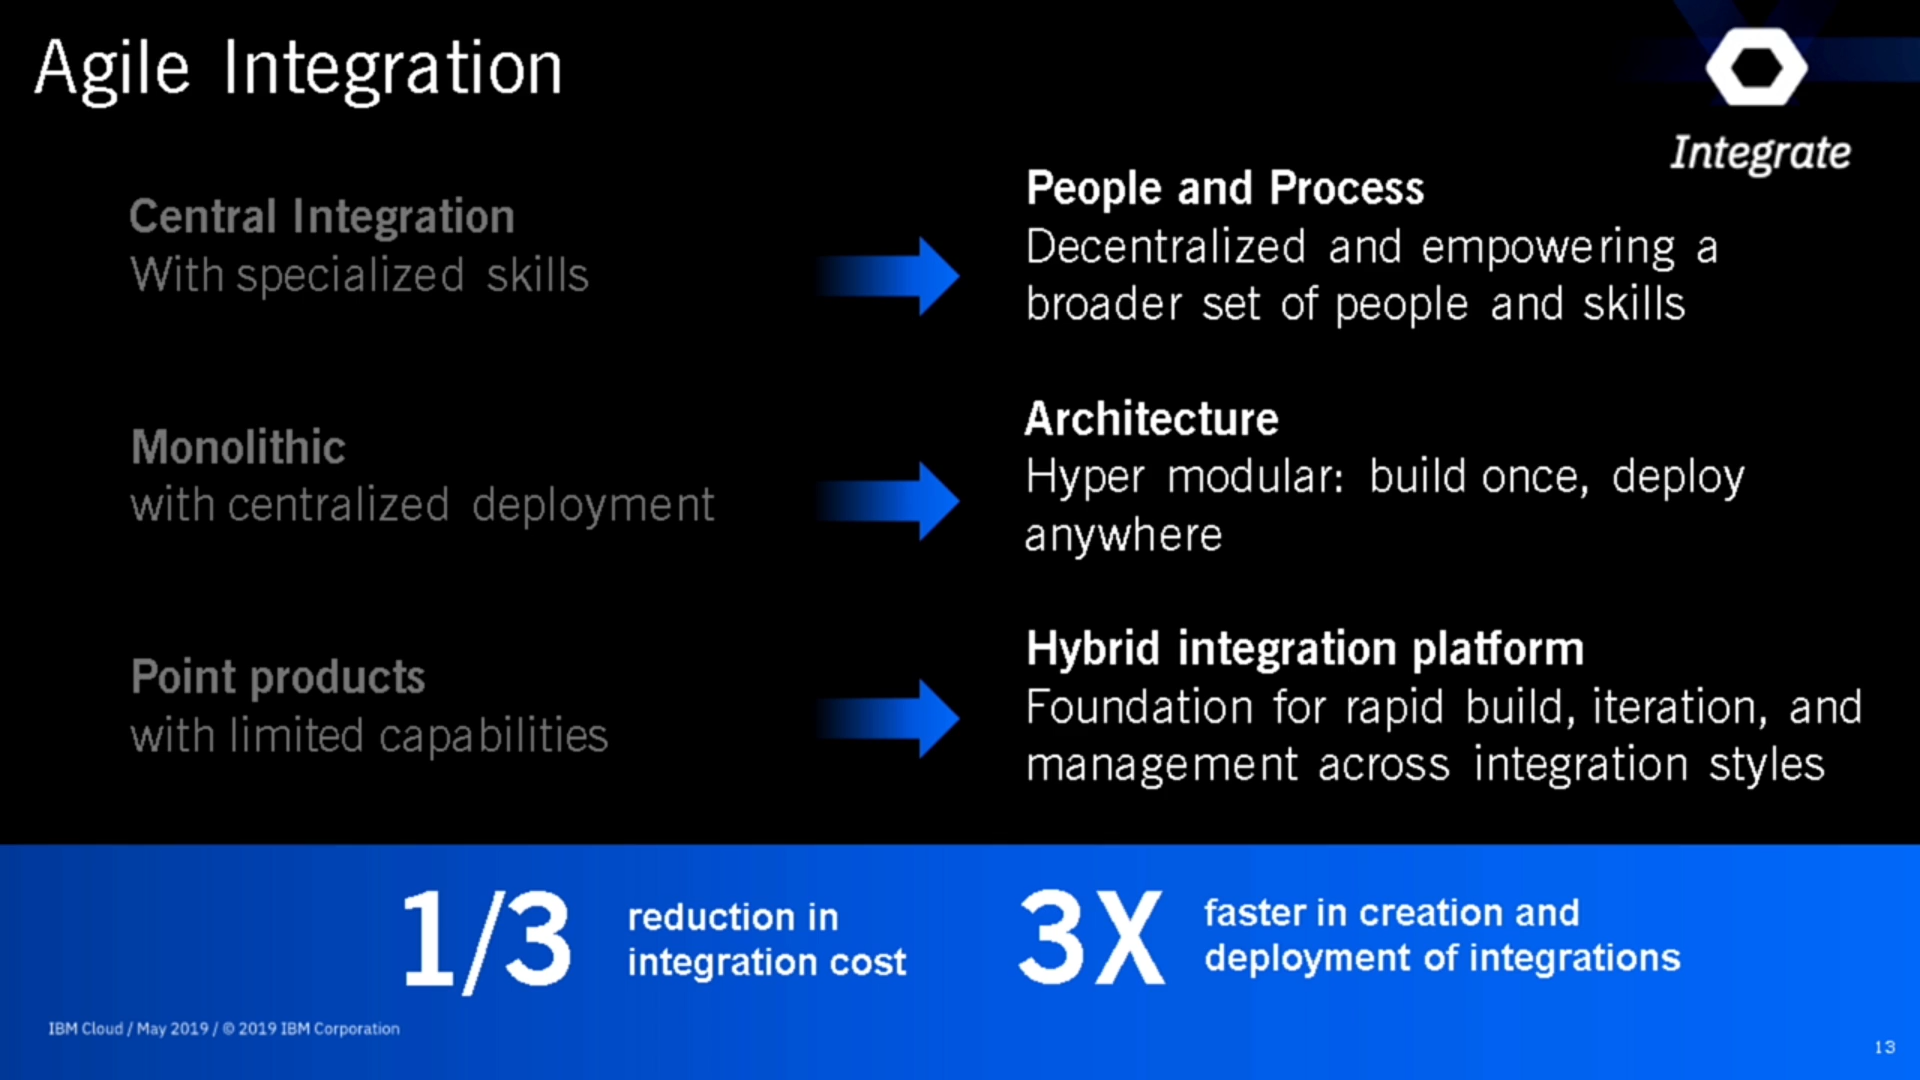 Agile Integration
Integrate
Central Integration
With specialized skills
People and Process
Decentralized and empowering a
broader set of people and skills
Monolithic
with centralized deployment
Architecture
Hyper modular: build once, deploy
anywhere
Point products
with limited capabilities
Hybrid integration platform
Foundation for rapid build, iteration, and
management across integration styles
1/3
reduction in
integration cost
3X
faster in creation and
deployment of integrations
IBM Cloud / May 2019 / © 2019 IBM Corporation
13